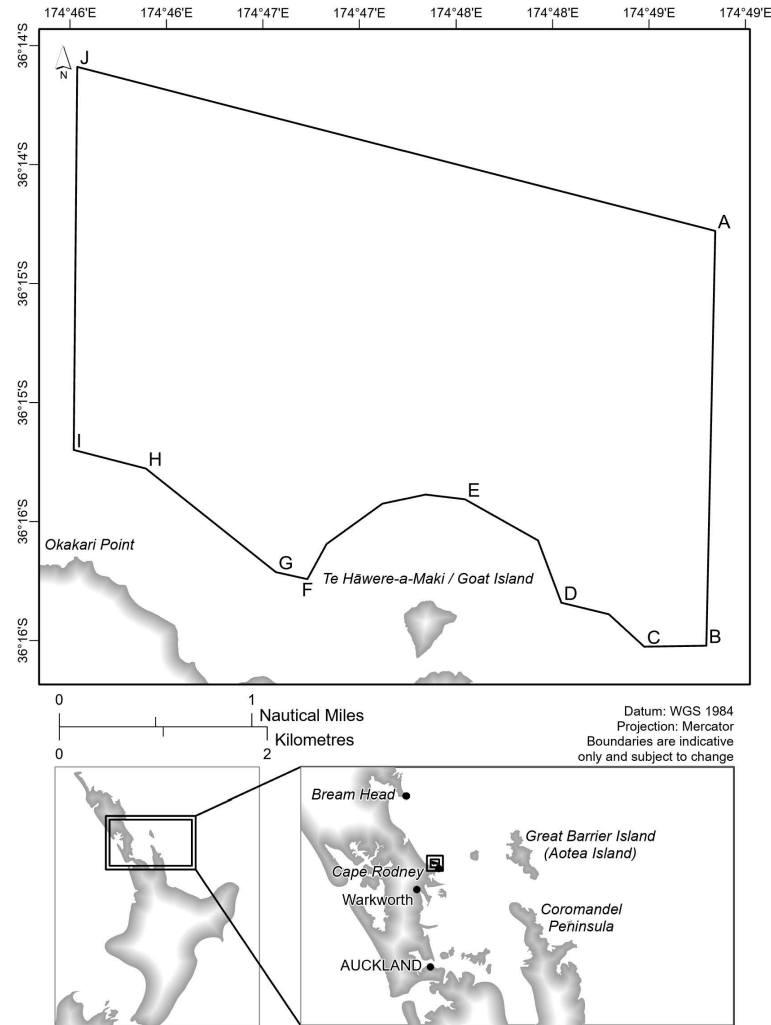 174°46'E 174°46'E 174°47'E 174°47'E 174°48'E 174°48'E 174°49'E 174°49'E
36°14'S
36°14'S
36°15'S
36°15'S
36°16'S
36°16'S
N
J
A
I
H
E
G
F
D
C
B
Okakari Point
Te Hāwere-a-Maki / Goat Island
0 1
Nautical Miles
Kilometres
0 2
Datum: WGS 1984
Projection: Mercator
Boundaries are indicative
only and subject to change
Bream Head
Great Barrier Island
(Aotea Island)
Cape Rodney
Warkworth
Coromandel
Peninsula
AUCKLAND